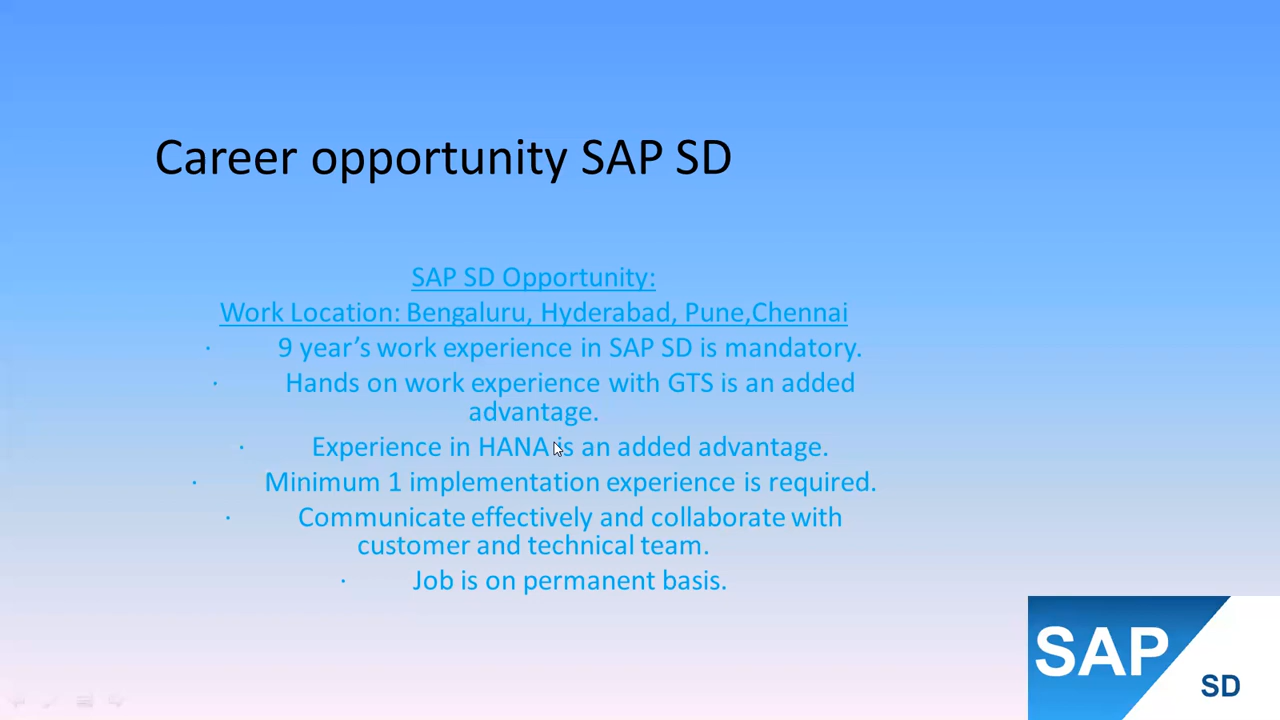 Career opportunity SAP SD
SAP SD Opportunity:
Work Location: Bengaluru, Hyderabad, Pune,Chennai
· 9 year’s work experience in SAP SD is mandatory.
· Hands on work experience with GTS is an added
advantage.
· Experience in HANA is an added advantage.
· Minimum 1 implementation experience is required.
· Communicate effectively and collaborate with
customer and technical team.
· Job is on permanent basis.
SAP
SD